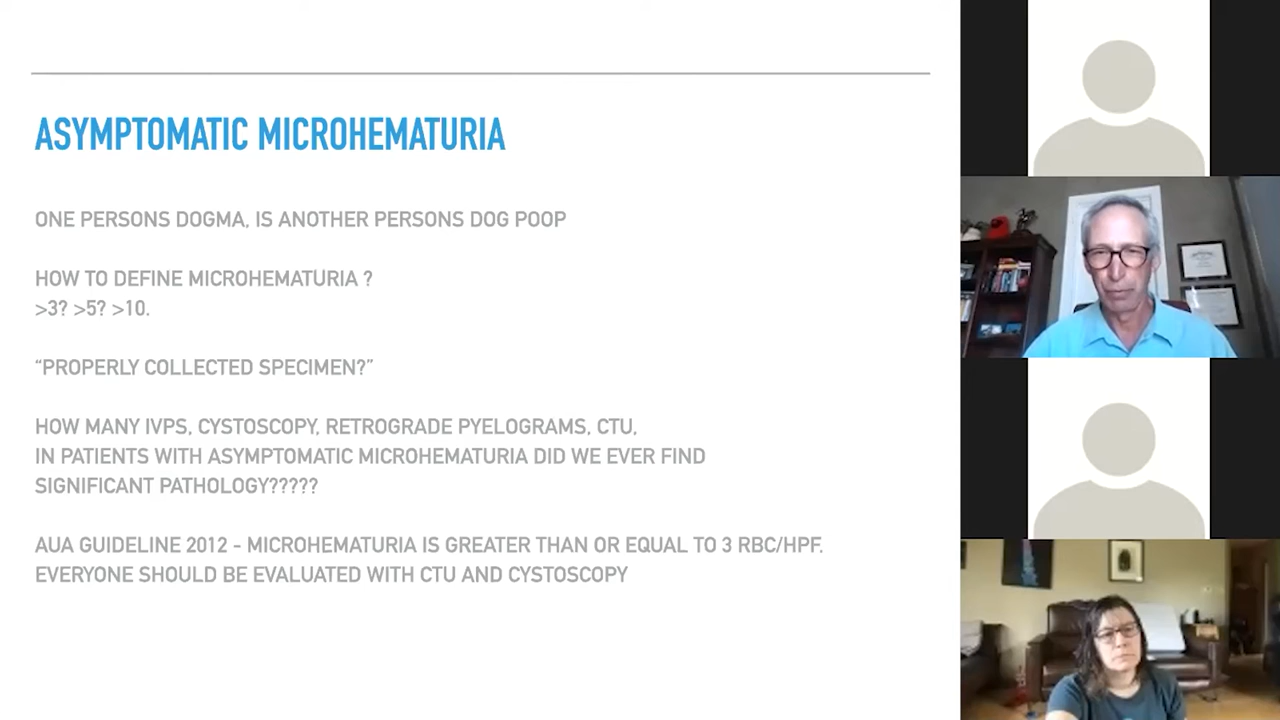 ASYMPTOMATIC MICROHEMATURIA
ONE PERSONS DOGMA, IS ANOTHER PERSONS DOG POOP
HOW TO DEFINE MICROHEMATURIA ?
>3? >5? >10.
“PROPERLY COLLECTED SPECIMEN?”
HOW MANY IVPS, CYSTOSCOPY, RETROGRADE PYELOGRAMS, CTU,
IN PATIENTS WITH ASYMPTOMATIC MICROHEMATURIA DID WE EVER FIND
SIGNIFICANT PATHOLOGY?????
AUA GUIDELINE 2012 - MICROHEMATURIA IS GREATER THAN OR EQUAL TO 3 RBC/HPF.
EVERYONE SHOULD BE EVALUATED WITH CTU AND CYSTOSCOPY